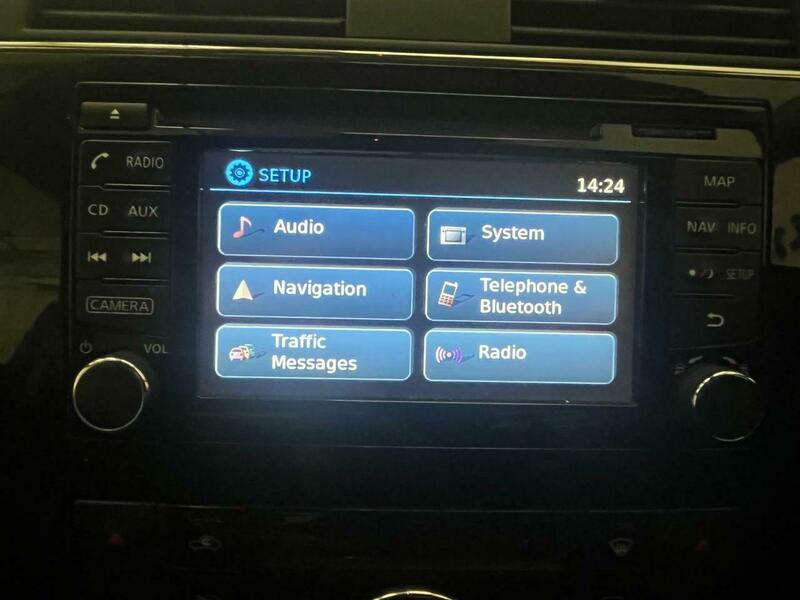 RADIO
CD AUX
CAMERA
VOL
SETUP
14:24
Audio
System
Navigation
Telephone &
Bluetooth
Traffic
Messages
Radio
MAP
NAV INFO
SETUP